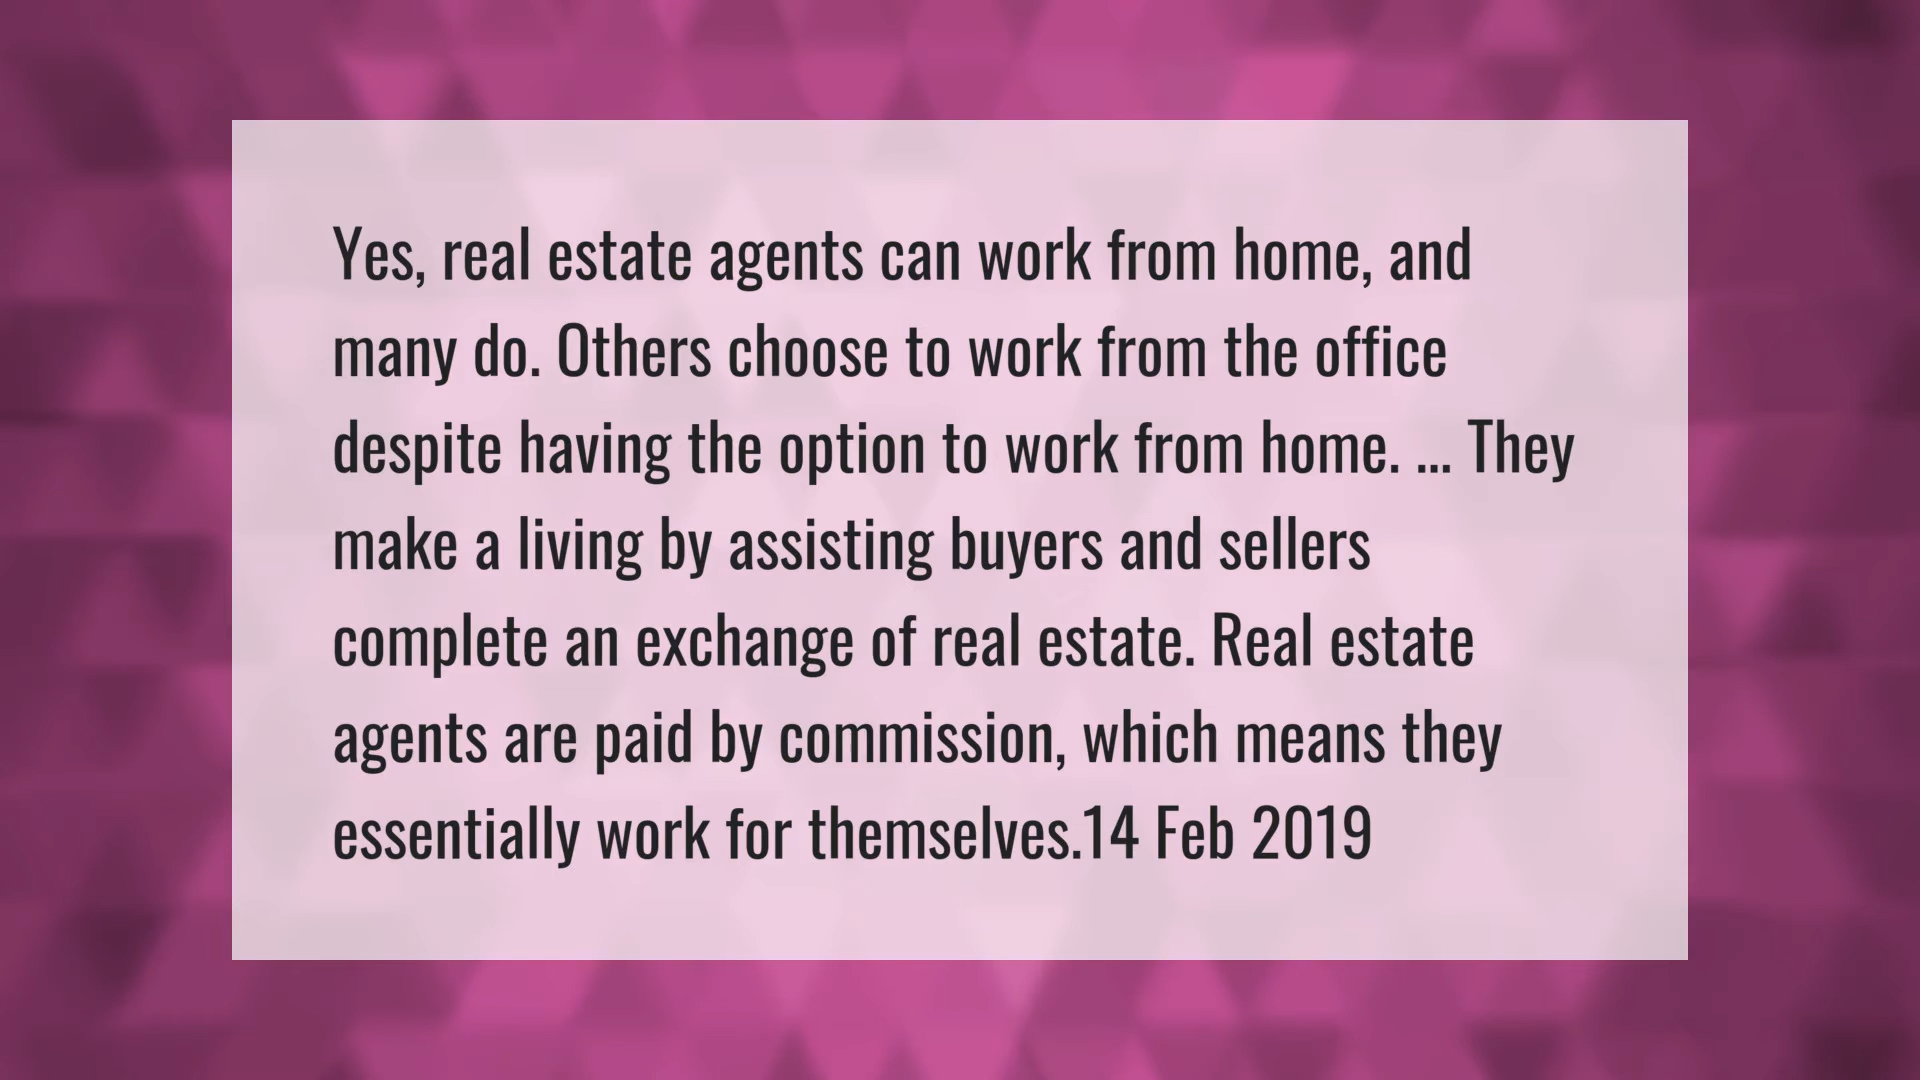 Yes, real estate agents can work from home, and
many do. Others choose to work from the office
despite having the option to work from home. ... They
make a living by assisting buyers and sellers
complete an exchange of real estate. Real estate
agents are paid by commission, which means they
essentially work for themselves.14 Feb 2019